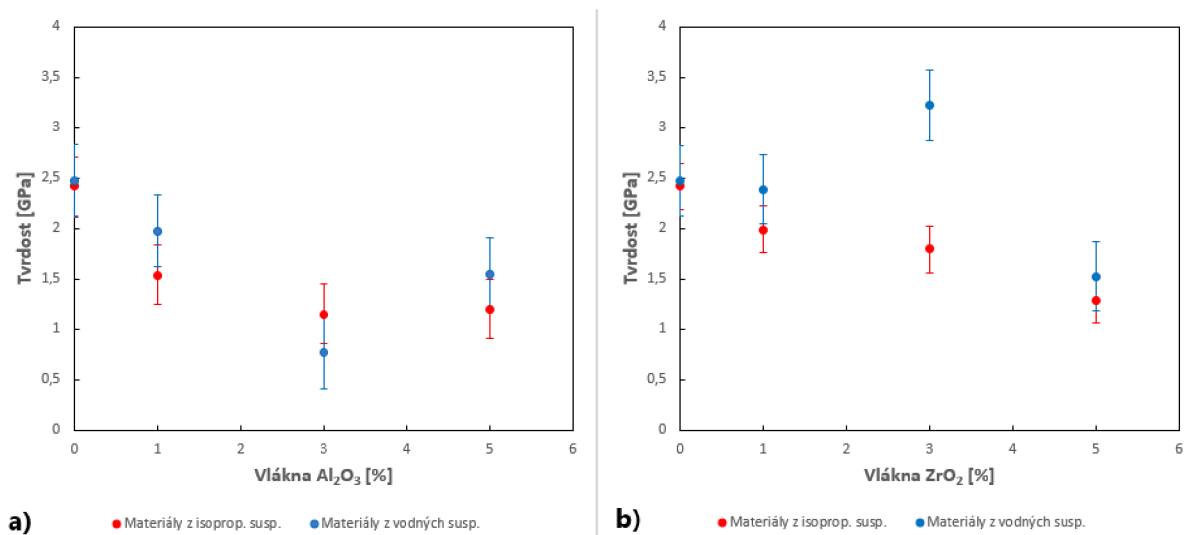 4
3,5
3
2,5
2
1,5
1
0,5
0
Tvrdost [GPa]
0 1 2 3 4 5 6
Vlákna Al₂O₃ [%]
a)
Materiály z isoprop. susp. Materiály z vodných susp.
4
3,5
3
2,5
2
1,5
1
0,5
0
Tvrdost [GPa]
0 1 2 3 4 5 6
Vlákna ZrO₂ [%]
b)
Materiály z isoprop. susp. Materiály z vodných susp.